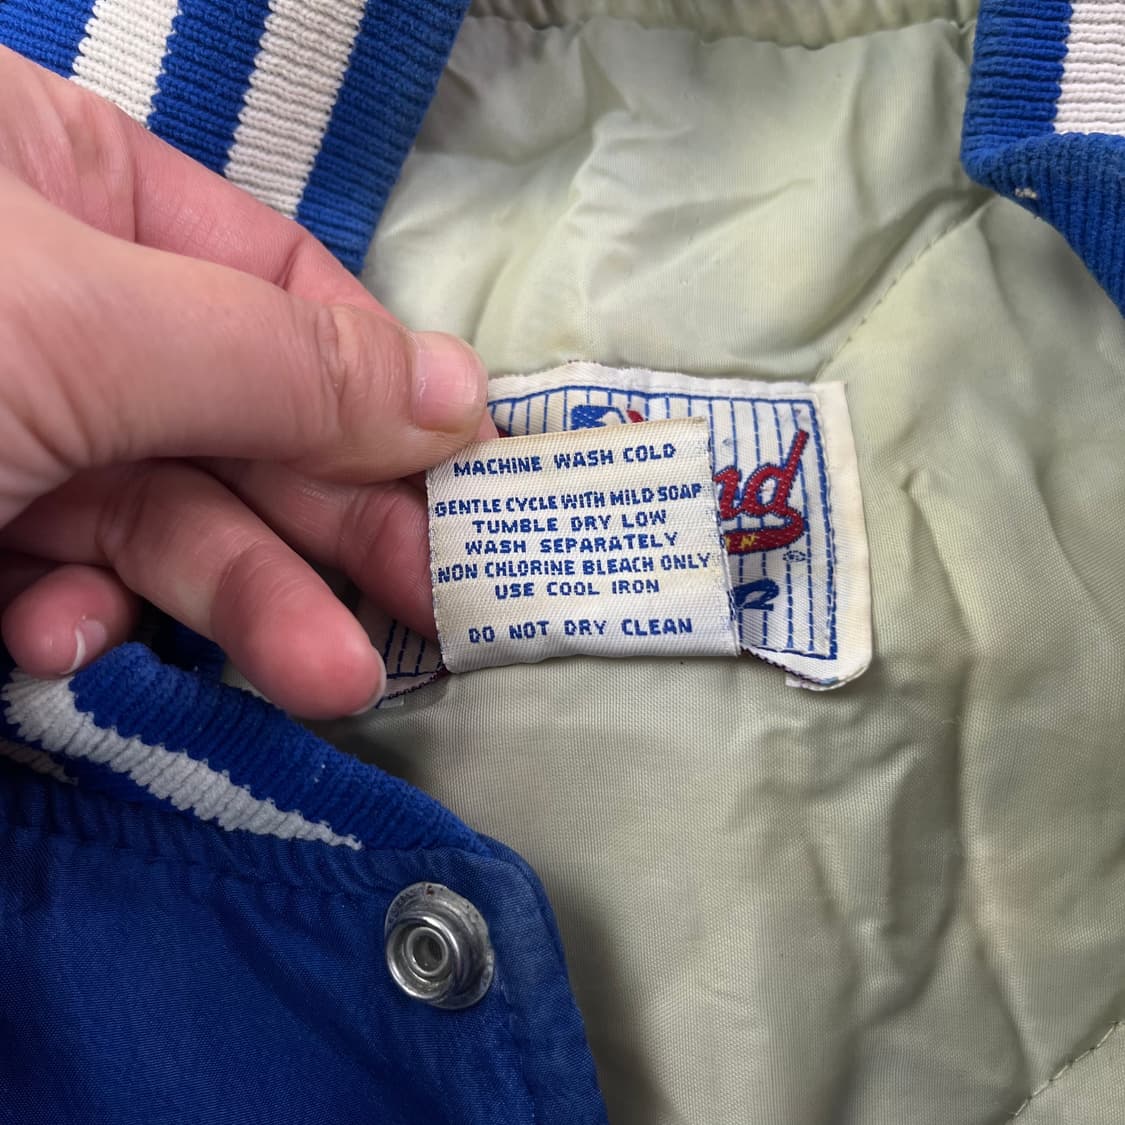 MACHINE WASH COLD
GENTLE CYCLE WITH MILD SOAP
TUMBLE DRY LOW
WASH SEPARATELY
NON CHLORINE BLEACH ONLY
USE COOL IRON
DO NOT DRY CLEAN